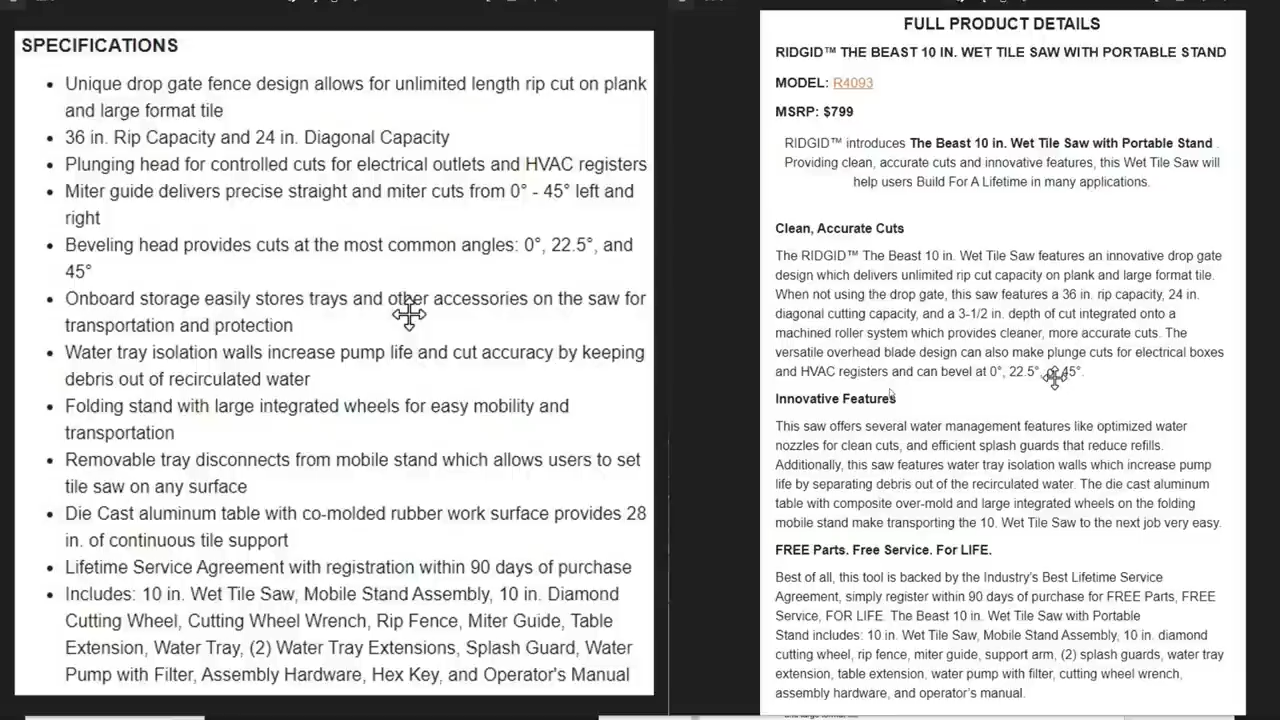 SPECIFICATIONS
• Unique drop gate fence design allows for unlimited length rip cut on plank
and large format tile
• 36 in. Rip Capacity and 24 in. Diagonal Capacity
• Plunging head for controlled cuts for electrical outlets and HVAC registers
• Miter guide delivers precise straight and miter cuts from 0° - 45° left and
right
• Beveling head provides cuts at the most common angles: 0°, 22.5°, and
45°
• Onboard storage easily stores trays and other accessories on the saw for
transportation and protection
• Water tray isolation walls increase pump life and cut accuracy by keeping
debris out of recirculated water
• Folding stand with large integrated wheels for easy mobility and
transportation
• Removable tray disconnects from mobile stand which allows users to set
tile saw on any surface
• Die Cast aluminum table with co-molded rubber work surface provides 28
in. of continuous tile support
• Lifetime Service Agreement with registration within 90 days of purchase
• Includes: 10 in. Wet Tile Saw, Mobile Stand Assembly, 10 in. Diamond
Cutting Wheel, Cutting Wheel Wrench, Rip Fence, Miter Guide, Table
Extension, Water Tray, (2) Water Tray Extensions, Splash Guard, Water
Pump with Filter, Assembly Hardware, Hex Key, and Operator's Manual
FULL PRODUCT DETAILS
RIDGID™ THE BEAST 10 IN. WET TILE SAW WITH PORTABLE STAND
MODEL: R4093
MSRP: $799
RIDGID™ introduces The Beast 10 in. Wet Tile Saw with Portable Stand .
Providing clean, accurate cuts and innovative features, this Wet Tile Saw will
help users Build For A Lifetime in many applications.
Clean, Accurate Cuts
The RIDGID™ The Beast 10 in. Wet Tile Saw features an innovative drop gate
design which delivers unlimited rip cut capacity on plank and large format tile.
When not using the drop gate, this saw features a 36 in. rip capacity, 24 in.
diagonal cutting capacity, and a 3-1/2 in. depth of cut integrated onto a
machined roller system which provides cleaner, more accurate cuts. The
versatile overhead blade design can also make plunge cuts for electrical boxes
and HVAC registers and can bevel at 0°, 22.5°, 45°.
Innovative Features
This saw offers several water management features like optimized water
nozzles for clean cuts, and efficient splash guards that reduce refills.
Additionally, this saw features water tray isolation walls which increase pump
life by separating debris out of the recirculated water. The die cast aluminum
table with composite over-mold and large integrated wheels on the folding
mobile stand make transporting the 10. Wet Tile Saw to the next job very easy.
FREE Parts. Free Service. For LIFE.
Best of all, this tool is backed by the Industry's Best Lifetime Service
Agreement, simply register within 90 days of purchase for FREE Parts, FREE
Service, FOR LIFE. The Beast 10 in. Wet Tile Saw with Portable
Stand includes: 10 in. Wet Tile Saw, Mobile Stand Assembly, 10 in. diamond
cutting wheel, rip fence, miter guide, support arm, (2) splash guards, water tray
extension, table extension, water pump with filter, cutting wheel wrench,
assembly hardware, and operator's manual.